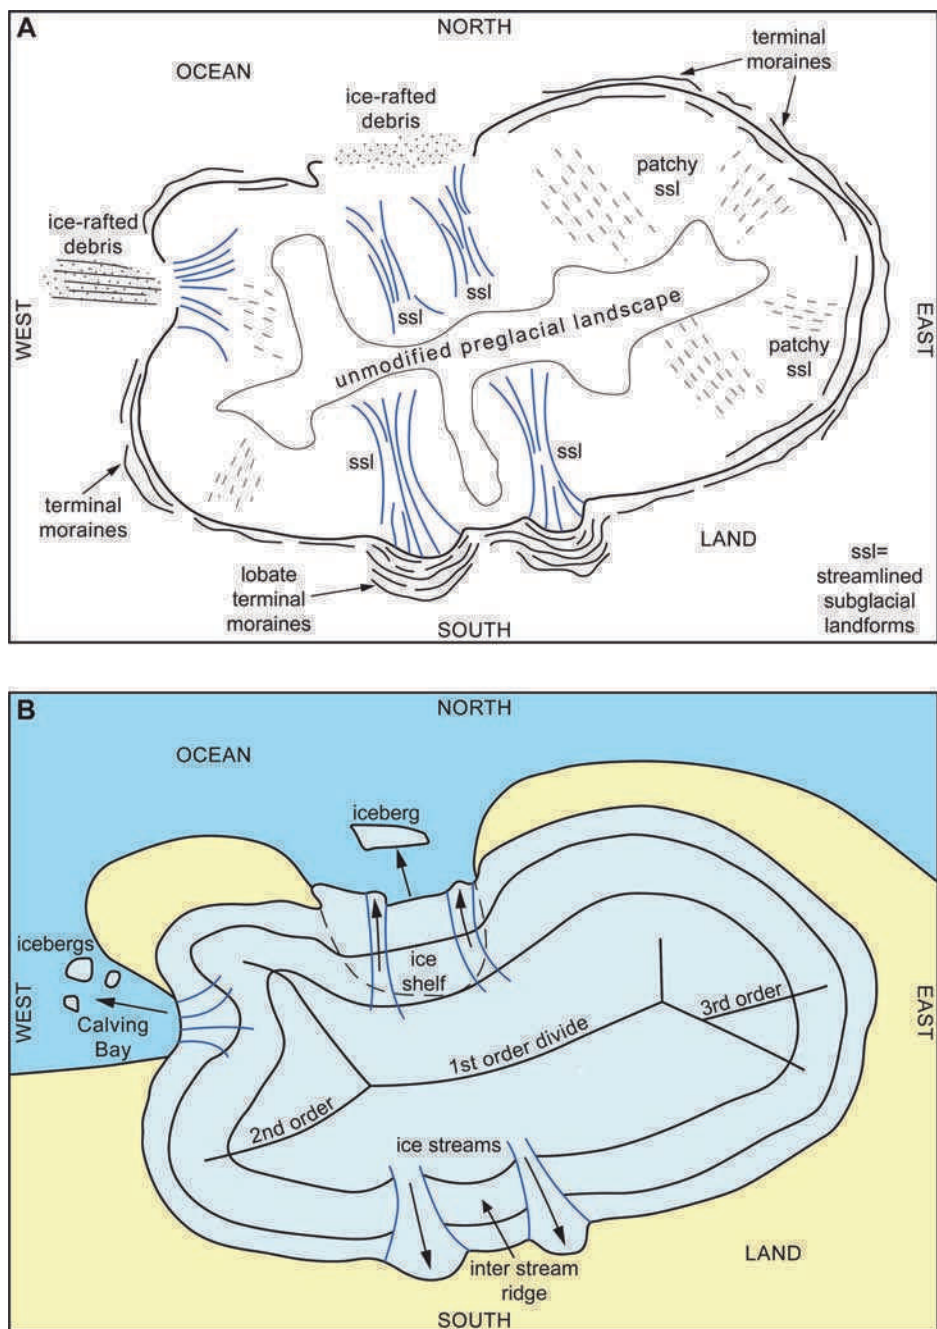 A
NORTH
OCEAN
terminal
moraines
ice-rafted
debris
patchy
ssl
ice-rafted
debris
WEST
ssl
ssl
unmodified preglacial landscape
EAST
patchy
ssl
ssl
ssl
terminal
moraines
LAND
lobate
terminal
moraines
ssl=
streamlined
subglacial
landforms
SOUTH
B
NORTH
OCEAN
iceberg
icebergs
ice
shelf
WEST
Calving
Bay
3rd order
EAST
1st order divide
2nd order
ice streams
LAND
inter stream
ridge
SOUTH